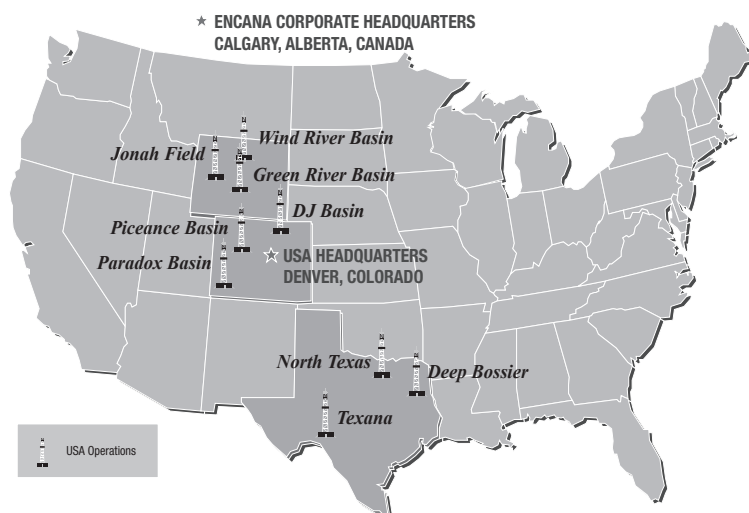 ENCANA CORPORATE HEADQUARTERS
CALGARY, ALBERTA, CANADA
Wind River Basin
Jonah Field
Green River Basin
DJ Basin
Piceance Basin
USA HEADQUARTERS
DENVER, COLORADO
Paradox Basin
North Texas
Deep Bossier
Texana
USA Operations